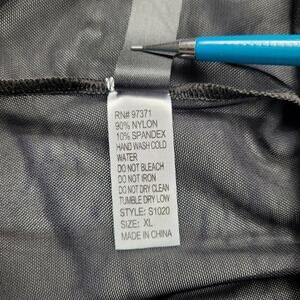 RN# 97371
90% NYLON
10% SPANDEX
HAND WASH COLD
WATER
DO NOT BLEACH
DO NOT IRON
DO NOT DRY CLEAN
TUMBLE DRY LOW
STYLE: S1020
SIZE: XL
MADE IN CHINA